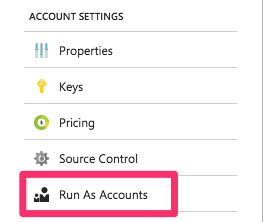 ACCOUNT SETTINGS
Properties
Keys
Pricing
Source Control
Run As Accounts